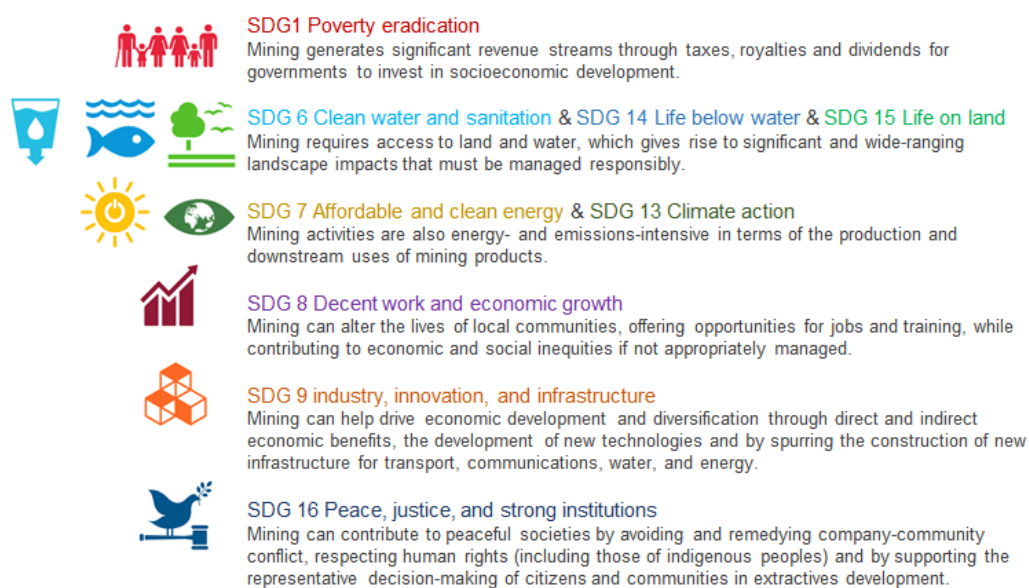 SDG1 Poverty eradication
Mining generates significant revenue streams through taxes, royalties and dividends for
governments to invest in socioeconomic development.
SDG 6 Clean water and sanitation & SDG 14 Life below water & SDG 15 Life on land
Mining requires access to land and water, which gives rise to significant and wide-ranging
landscape impacts that must be managed responsibly.
SDG 7 Affordable and clean energy & SDG 13 Climate action
Mining activities are also energy- and emissions-intensive in terms of the production and
downstream uses of mining products.
SDG 8 Decent work and economic growth
Mining can alter the lives of local communities, offering opportunities for jobs and training, while
contributing to economic and social inequities if not appropriately managed.
SDG 9 industry, innovation, and infrastructure
Mining can help drive economic development and diversification through direct and indirect
economic benefits, the development of new technologies and by spurring the construction of new
infrastructure for transport, communications, water, and energy.
SDG 16 Peace, justice, and strong institutions
Mining can contribute to peaceful societies by avoiding and remedying company-community
conflict, respecting human rights (including those of indigenous peoples) and by supporting the
representative decision-making of citizens and communities in extractives development.